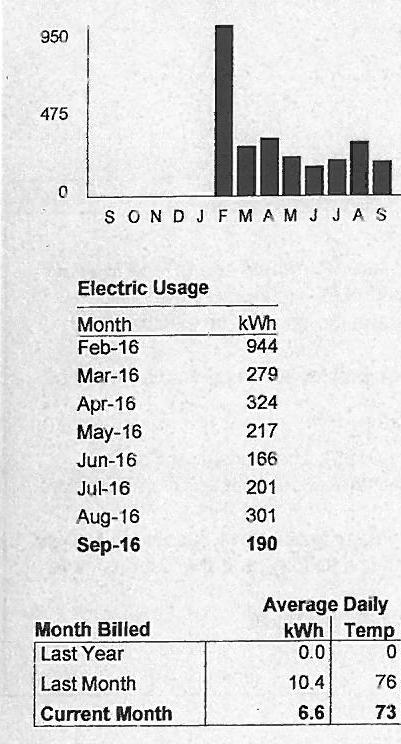 950
475
0
S O N D J F M A M J J A S
Electric Usage
Month kWh
Feb-16 944
Mar-16 279
Apr-16 324
May-16 217
Jun-16 166
Jul-16 201
Aug-16 301
Sep-16 190
Average Daily
Month Billed kWh Temp
Last Year 0.0 0
Last Month 10.4 76
Current Month 6.6 73